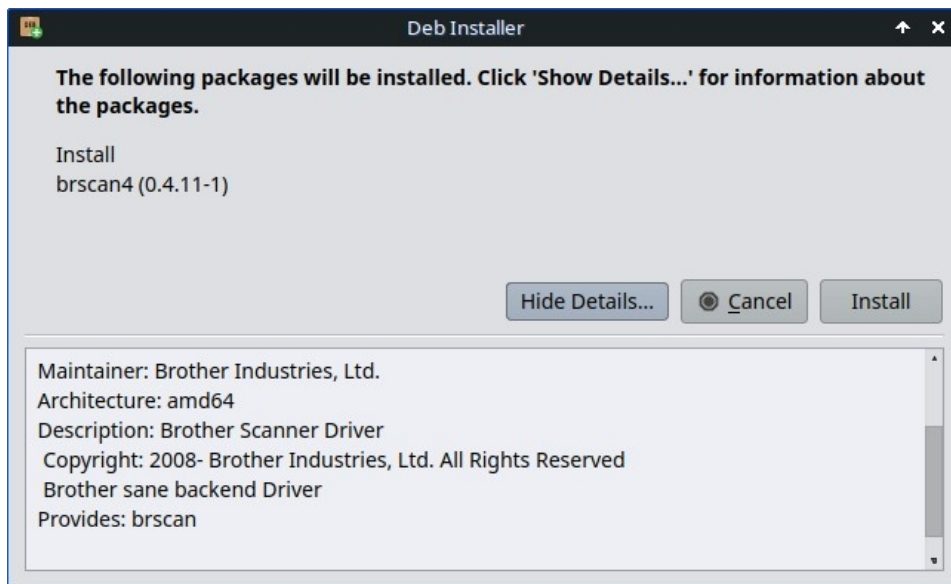 Deb Installer
The following packages will be installed. Click 'Show Details...' for information about
the packages.
Install
brscan4 (0.4.11-1)
Hide Details...
Cancel
Install
Maintainer: Brother Industries, Ltd.
Architecture: amd64
Description: Brother Scanner Driver
Copyright: 2008- Brother Industries, Ltd. All Rights Reserved
Brother sane backend Driver
Provides: brscan